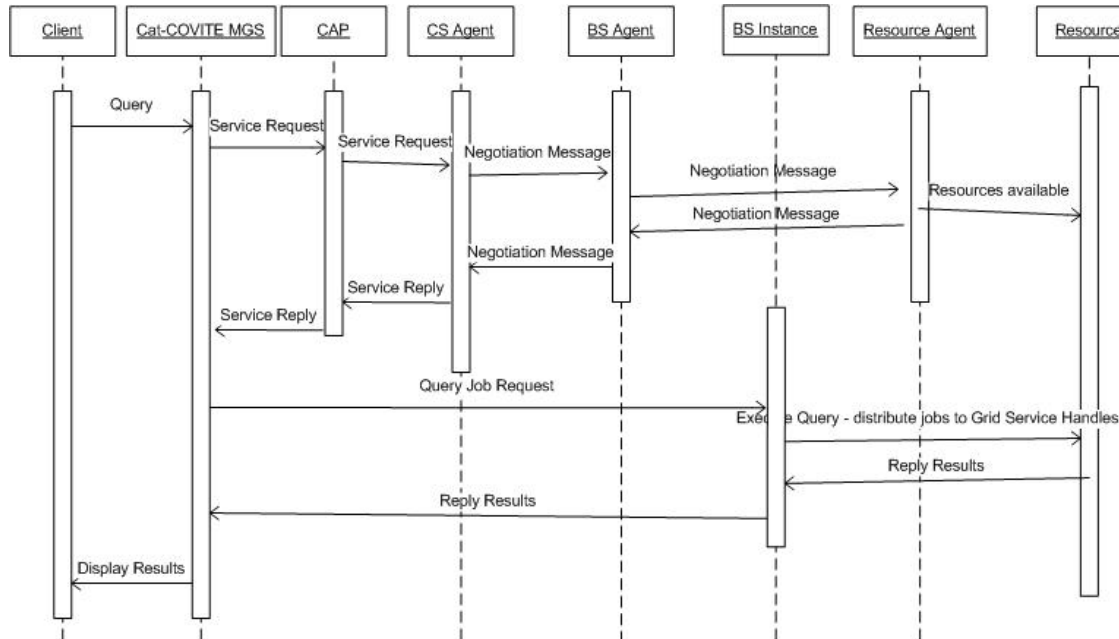 Client Cat-COVITE MGS CAP CS Agent BS Agent BS Instance Resource Agent Resource
Query
Service Request
Service Request
Negotiation Message
Negotiation Message
Resources available
Negotiation Message
Negotiation Message
Service Reply
Service Reply
Query Job Request
Query - distribute jobs to Grid Service Handles
Reply Results
Reply Results
Display Results